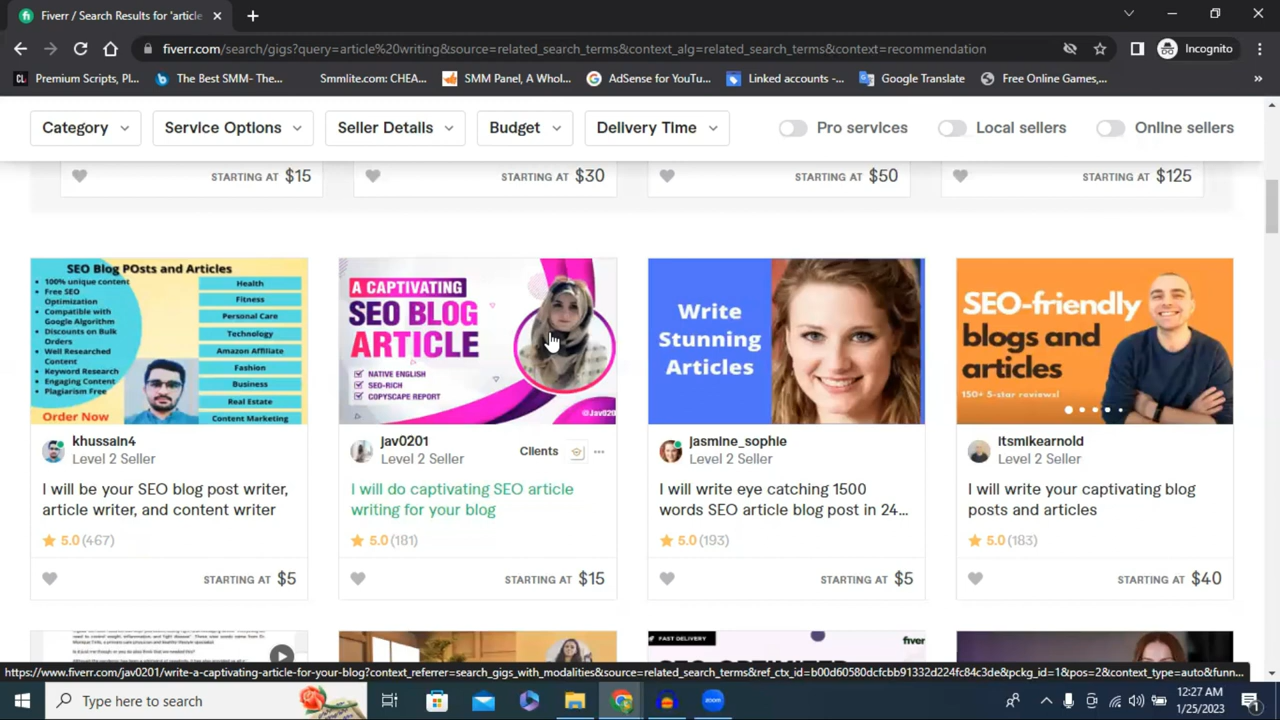 Fiverr / Search Results for 'article
fiverr.com/search/gigs?query=article%20writing&source=related_search_terms&context_alg=related_search_terms&context=recommendation
Incognito
CL Premium Scripts, Pl...
The Best SMM- The...
Smmlite.com: CHEA...
SMM Panel, A Whol...
AdSense for YouTu...
Linked accounts -...
Google Translate
Free Online Games,...
Category
Service Options
Seller Details
Budget
Delivery Time
Pro services
Local sellers
Online sellers
STARTING AT $15
STARTING AT $30
STARTING AT $50
STARTING AT $125
SEO Blog POsts and Articles
100% unique content
Free SEO
Optimization
Compatible with
Google Algorithm
Discounts on Bulk
Orders
Well Researched
Content
Keyword Research
Engaging Content
Plagiarism Free
Order Now
Health
Fitness
Personal Care
Technology
Amazon Affiliate
Fashion
Business
Real Estate
Content Marketing
khussain4
Level 2 Seller
I will be your SEO blog post writer,
article writer, and content writer
5.0 (467)
STARTING AT $5
A CAPTIVATING
SEO BLOG
ARTICLE
NATIVE ENGLISH
SEO-RICH
COPYSCAPE REPORT
@Jav020
jav0201
Level 2 Seller
Clients
I will do captivating SEO article
writing for your blog
5.0 (181)
STARTING AT $15
Write
Stunning
Articles
jasmine_sophie
Level 2 Seller
I will write eye catching 1500
words SEO article blog post in 24...
5.0 (193)
STARTING AT $5
SEO-friendly
blogs and
articles
150+ 5-star reviews!
itsmikearnold
Level 2 Seller
I will write your captivating blog
posts and articles
5.0 (183)
STARTING AT $40
FAST DELIVERY
fiverr
https://www.fiverr.com/jav0201/write-a-captivating-article-for-your-blog?context_referrer=search_gigs_with_modalities&source=related_search_terms&ref_ctx_id=b00d60580dcfcbb91332d224fc84c3de&pckg_id=1&pos=2&context_type=auto&funn...
Type here to search
zoom
12:27 AM
1/25/2023